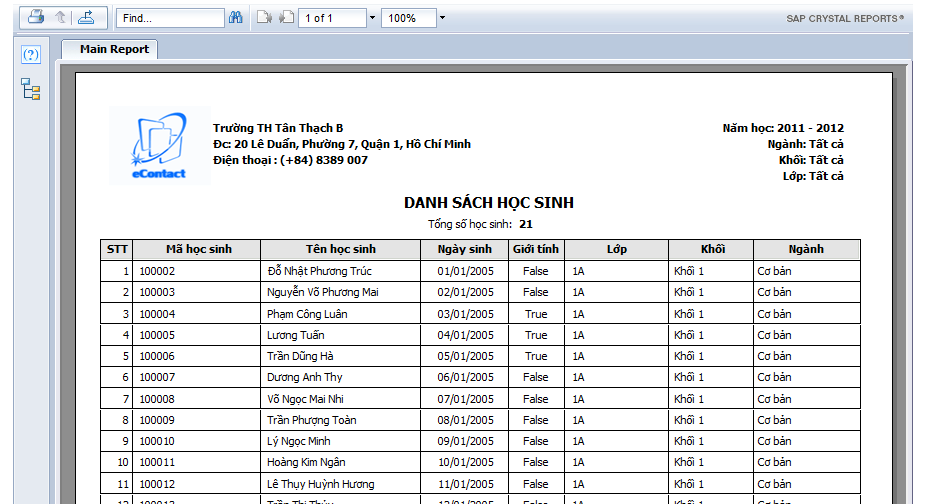 Find...
1 of 1
100%
SAP CRYSTAL REPORTS®
Main Report
eContact
Trường TH Tân Thạch B
Đc: 20 Lê Duẩn, Phường 7, Quận 1, Hồ Chí Minh
Điện thoại : (+84) 8389 007
Năm học: 2011 - 2012
Ngành: Tất cả
Khối: Tất cả
Lớp: Tất cả
DANH SÁCH HỌC SINH
Tổng số học sinh: 21
STT Mã học sinh Tên học sinh Ngày sinh Giới tính Lớp Khối Ngành
1 100002 Đỗ Nhật Phương Trúc 01/01/2005 False 1A Khối 1 Cơ bản
2 100003 Nguyễn Võ Phương Mai 02/01/2005 False 1A Khối 1 Cơ bản
3 100004 Phạm Công Luân 03/01/2005 True 1A Khối 1 Cơ bản
4 100005 Lương Tuấn 04/01/2005 True 1A Khối 1 Cơ bản
5 100006 Trần Dũng Hà 05/01/2005 True 1A Khối 1 Cơ bản
6 100007 Dương Anh Thy 06/01/2005 False 1A Khối 1 Cơ bản
7 100008 Võ Ngọc Mai Nhi 07/01/2005 False 1A Khối 1 Cơ bản
8 100009 Trần Phượng Toàn 08/01/2005 False 1A Khối 1 Cơ bản
9 100010 Lý Ngọc Minh 09/01/2005 False 1A Khối 1 Cơ bản
10 100011 Hoàng Kim Ngân 10/01/2005 False 1A Khối 1 Cơ bản
11 100012 Lê Thụy Huỳnh Hương 11/01/2005 False 1A Khối 1 Cơ bản